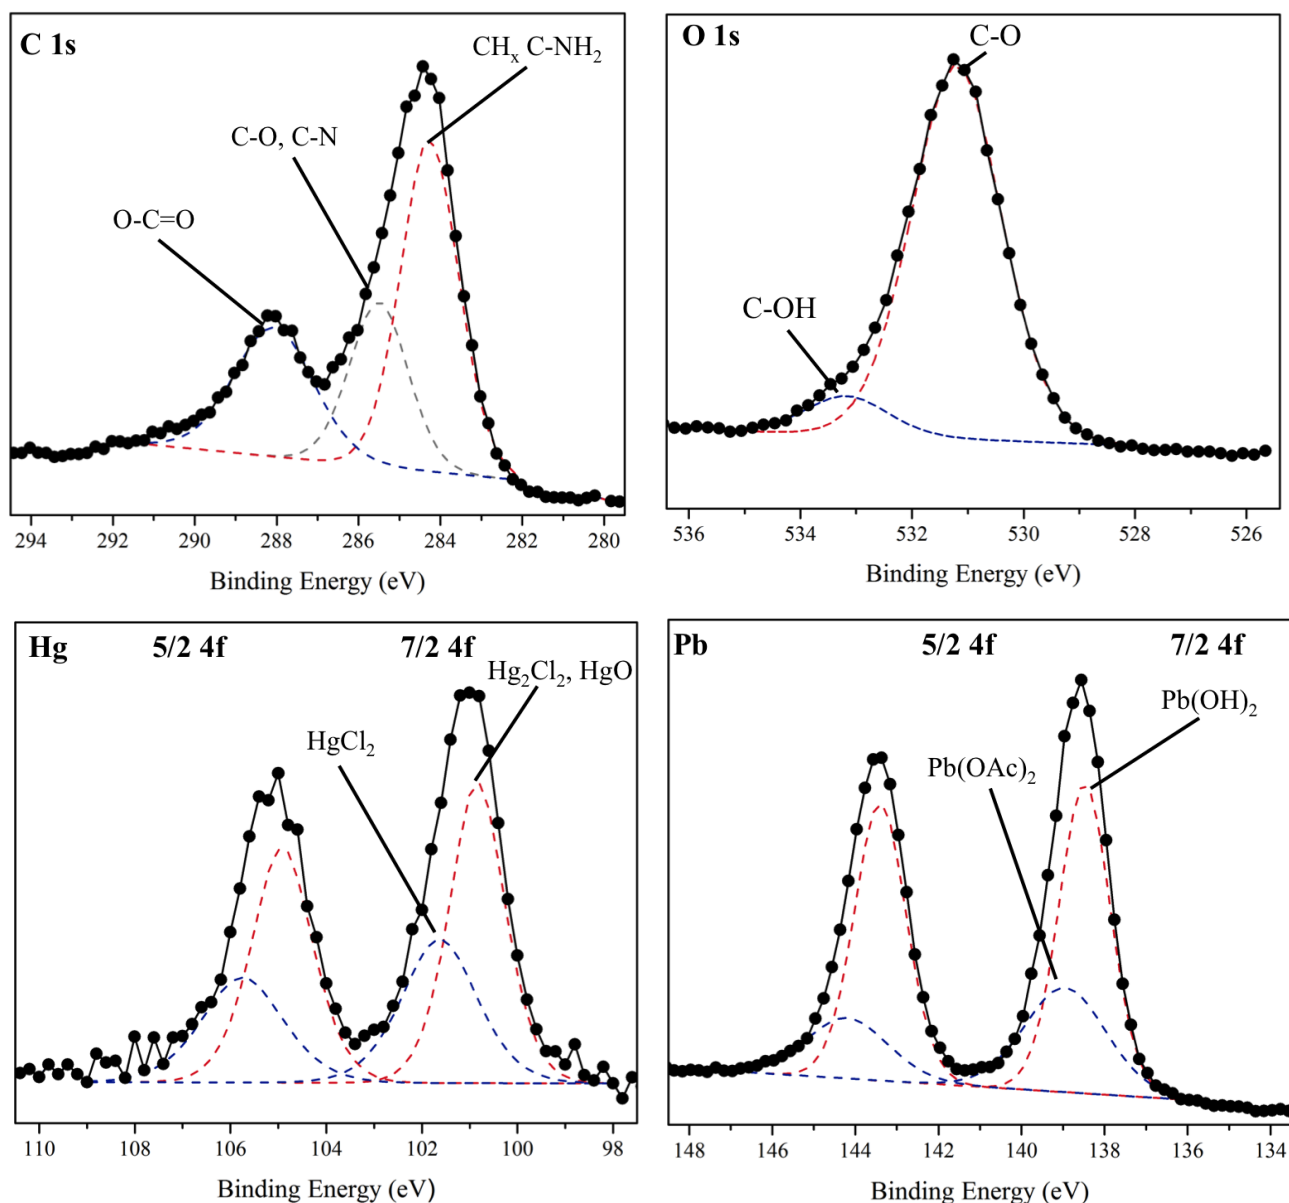 C 1s
CHₓ C-NH₂
C-O, C-N
O-C=O
294 292 290 288 286 284 282 280
Binding Energy (eV)
O 1s
C-O
C-OH
536 534 532 530 528 526
Binding Energy (eV)
Hg 5/2 4f 7/2 4f
Hg₂Cl₂, HgO
HgCl₂
110 108 106 104 102 100 98
Binding Energy (eV)
Pb 5/2 4f 7/2 4f
Pb(OH)₂
Pb(OAc)₂
148 146 144 142 140 138 136 134
Binding Energy (eV)